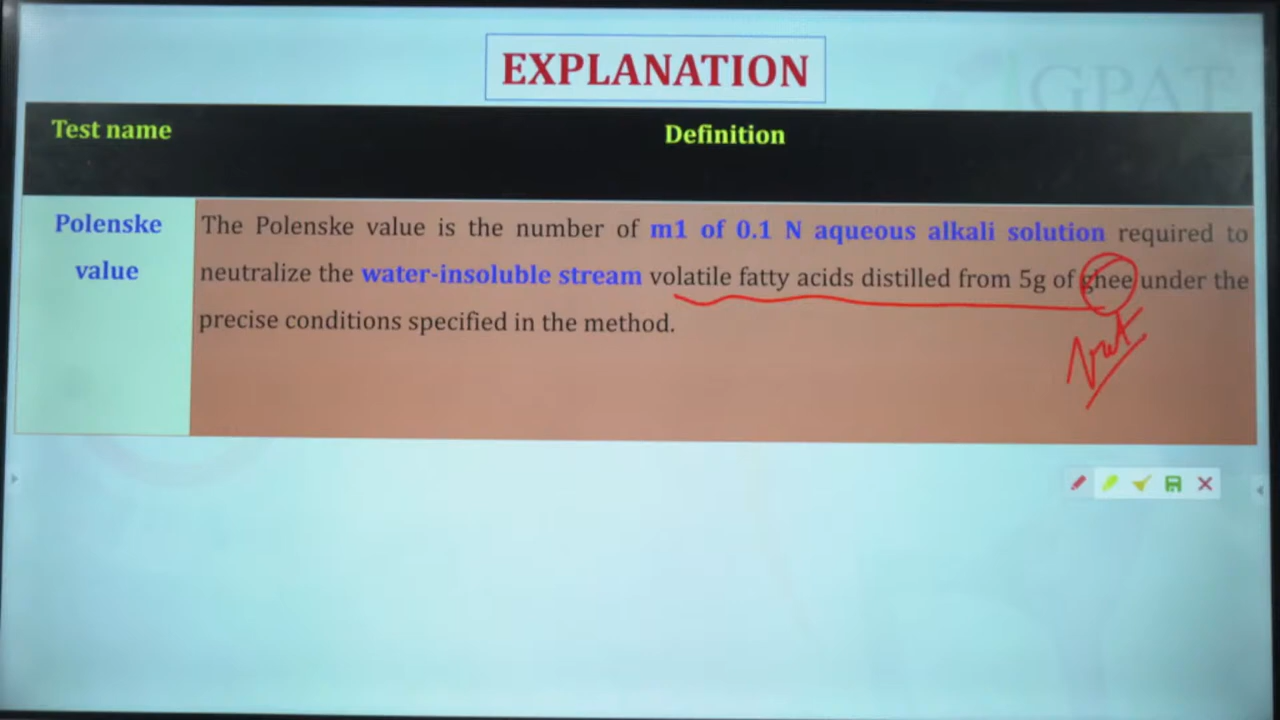 EXPLANATION
GPAT
Test name
Definition
Polenske
value
The Polenske value is the number of m1 of 0.1 N aqueous alkali solution required to
neutralize the water-insoluble stream volatile fatty acids distilled from 5g of ghee under the
precise conditions specified in the method.